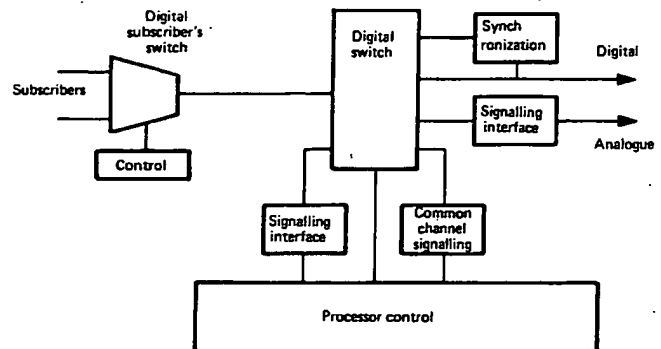 Digital
subscriber's
switch
Digital
switch
Synch
ronization
Digital
Subscribers
Signalling
interface
Analogue
Control
Signalling
interface
Common
channel
signalling
Processor control